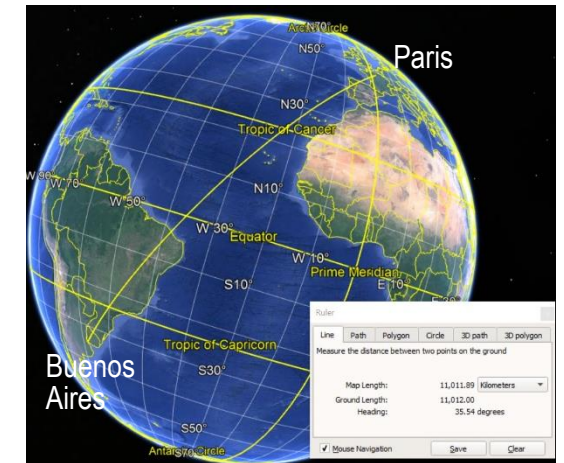 Arctic Circle
N70°
N50°
Paris
N30°
Tropic of Cancer
W 90°
W 70°
N10°
W 50°
W 30°
Equator
W 10°
Prime Meridian
E 10°
S10°
Tropic of Capricorn
Buenos
Aires
S30°
S50°
S70°
Circle
Ruler
Line Path Polygon Circle 3D path 3D polygon
Measure the distance between two points on the ground
Map Length: 11,011.89 Kilometers
Ground Length: 11,012.00
Heading: 35.54 degrees
Mouse Navigation Save Clear